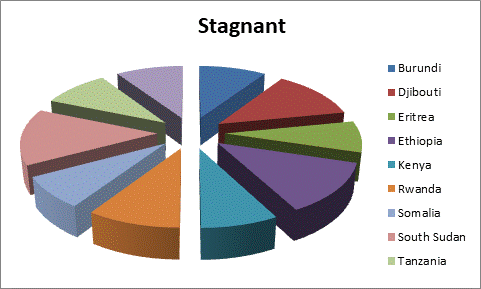 Stagnant
Burundi
Djibouti
Eritrea
Ethiopia
Kenya
Rwanda
Somalia
South Sudan
Tanzania